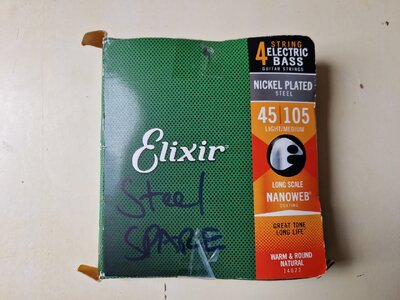 4 STRING
ELECTRIC
BASS
GUITAR STRINGS
NICKEL PLATED
STEEL
45|105
LIGHT/MEDIUM
Elixir
LONG SCALE
NANOWEB®
COATING
GREAT TONE
LONG LIFE
WARM & ROUND
NATURAL
14077
Steel
SPARE